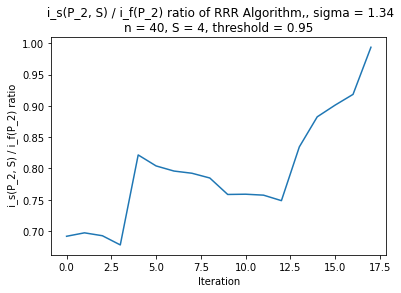 i_s(P_2, S) / i_f(P_2) ratio of RRR Algorithm,, sigma = 1.34
n = 40, S = 4, threshold = 0.95
1.00
0.95
0.90
0.85
0.80
0.75
0.70
i_s(P_2, S) / i_f(P_2) ratio
0.0 2.5 5.0 7.5 10.0 12.5 15.0 17.5
Iteration